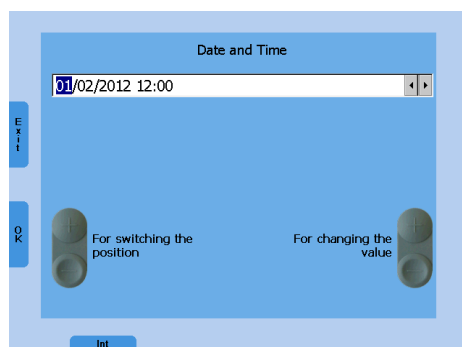 Date and Time
01/02/2012 12:00
Exit
OK
For switching the
position
For changing the
value
Int